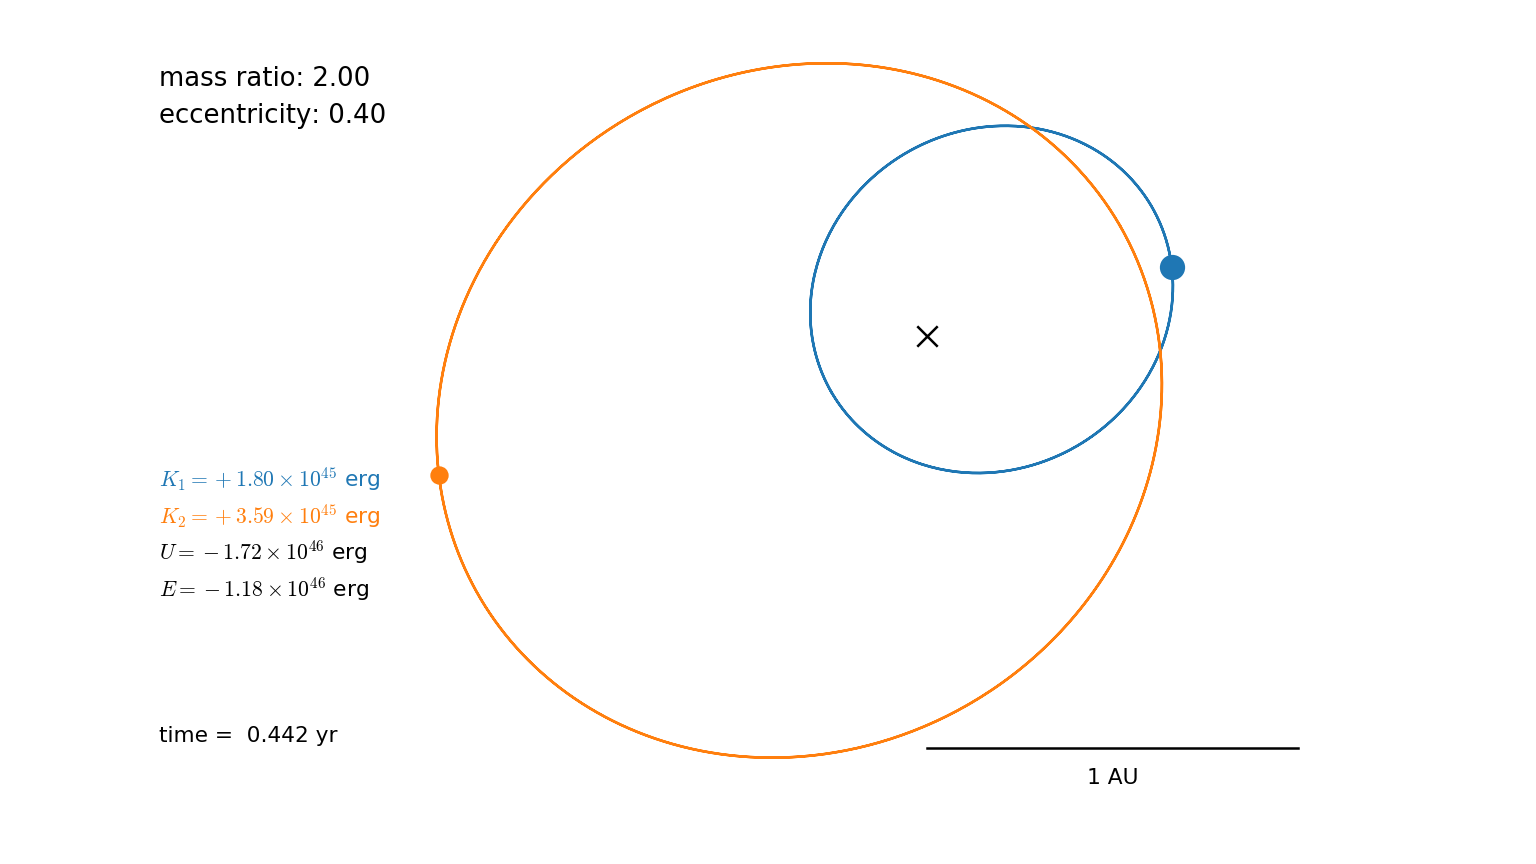 mass ratio: 2.00
eccentricity: 0.40
K₁ = +1.80 × 10⁴⁵ erg
K₂ = +3.59 × 10⁴⁵ erg
U = −1.72 × 10⁴⁶ erg
E = −1.18 × 10⁴⁶ erg
time = 0.442 yr
1 AU